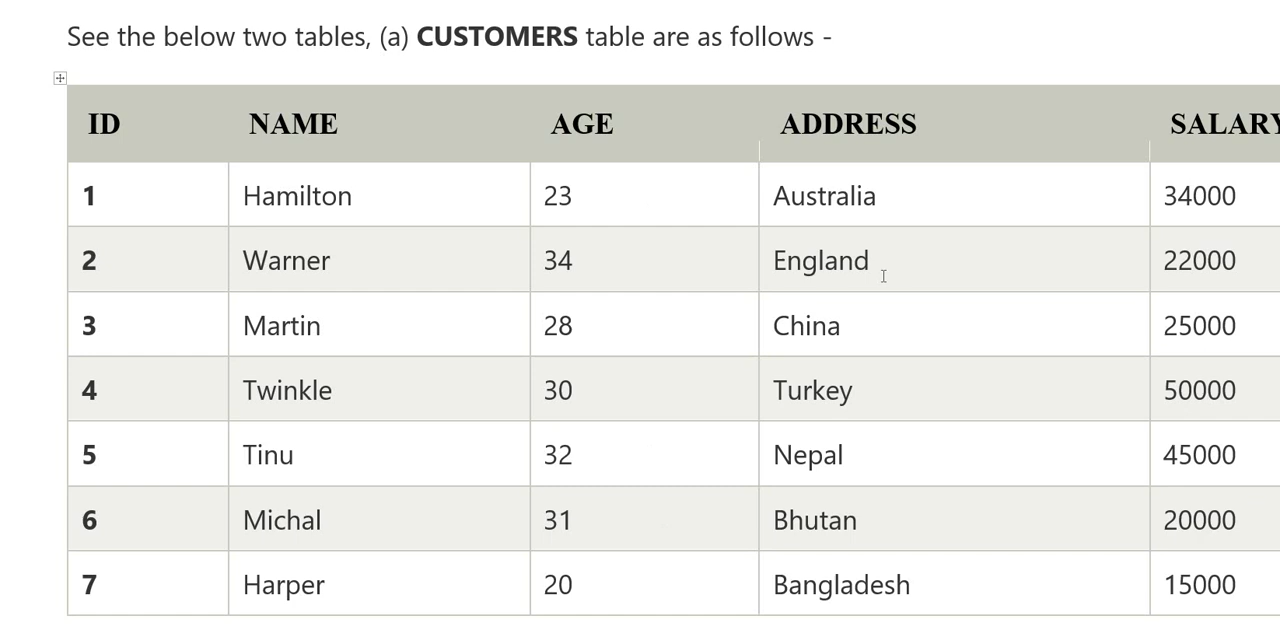 See the below two tables, (a) CUSTOMERS table are as follows -
ID NAME AGE ADDRESS SALARY
1 Hamilton 23 Australia 34000
2 Warner 34 England 22000
3 Martin 28 China 25000
4 Twinkle 30 Turkey 50000
5 Tinu 32 Nepal 45000
6 Michal 31 Bhutan 20000
7 Harper 20 Bangladesh 15000